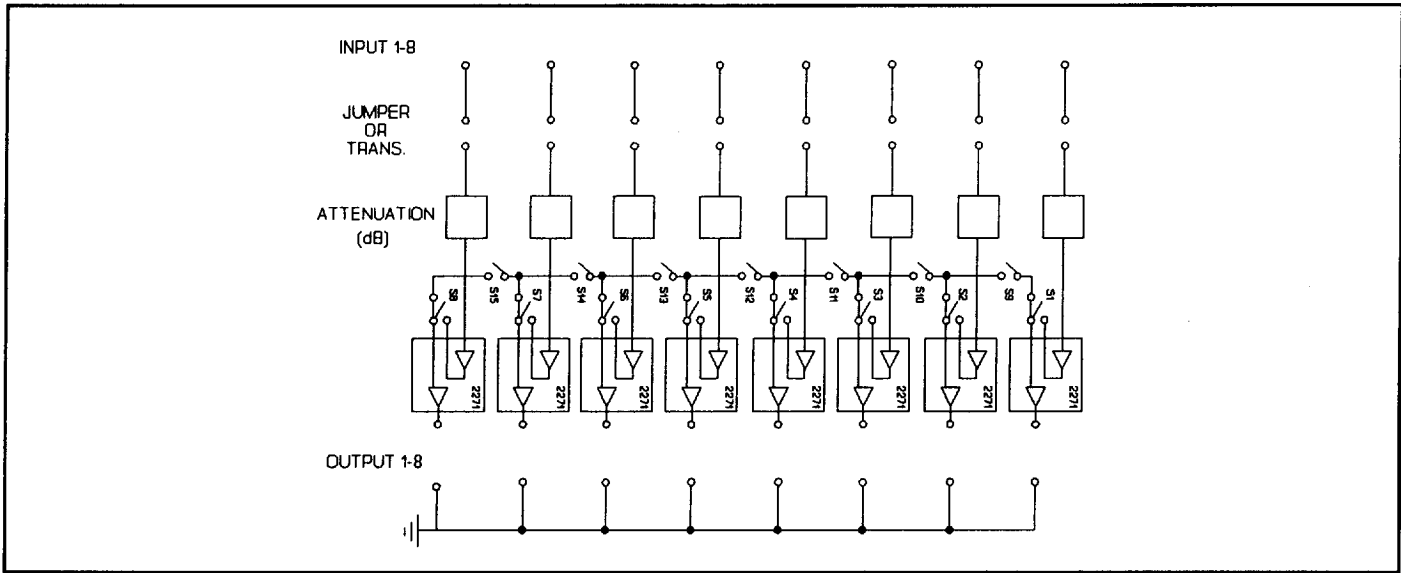 INPUT 1-8
JUMPER
OR
TRANS.
ATTENUATION
(dB)
S15 S14 S13 S12 S11 S10 S9
S8 S7 S6 S5 S4 S3 S2 S1
2271 2271 2271 2271 2271 2271 2271 2271
OUTPUT 1-8